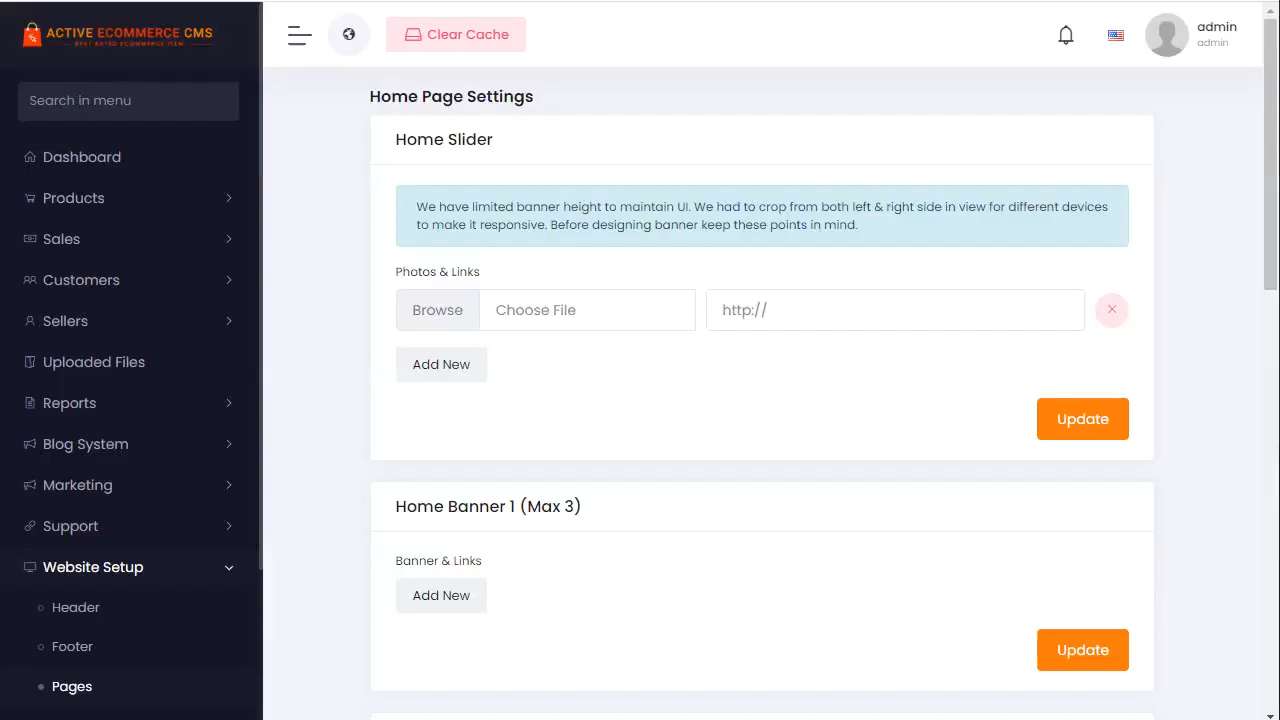 ACTIVE ECOMMERCE CMS
BEST RATED ECOMMERCE ITEM
Search in menu
Dashboard
Products
Sales
Customers
Sellers
Uploaded Files
Reports
Blog System
Marketing
Support
Website Setup
Header
Footer
Pages
Clear Cache
admin
admin
Home Page Settings
Home Slider
We have limited banner height to maintain UI. We had to crop from both left & right side in view for different devices
to make it responsive. Before designing banner keep these points in mind.
Photos & Links
Browse Choose File http://
Add New
Update
Home Banner 1 (Max 3)
Banner & Links
Add New
Update